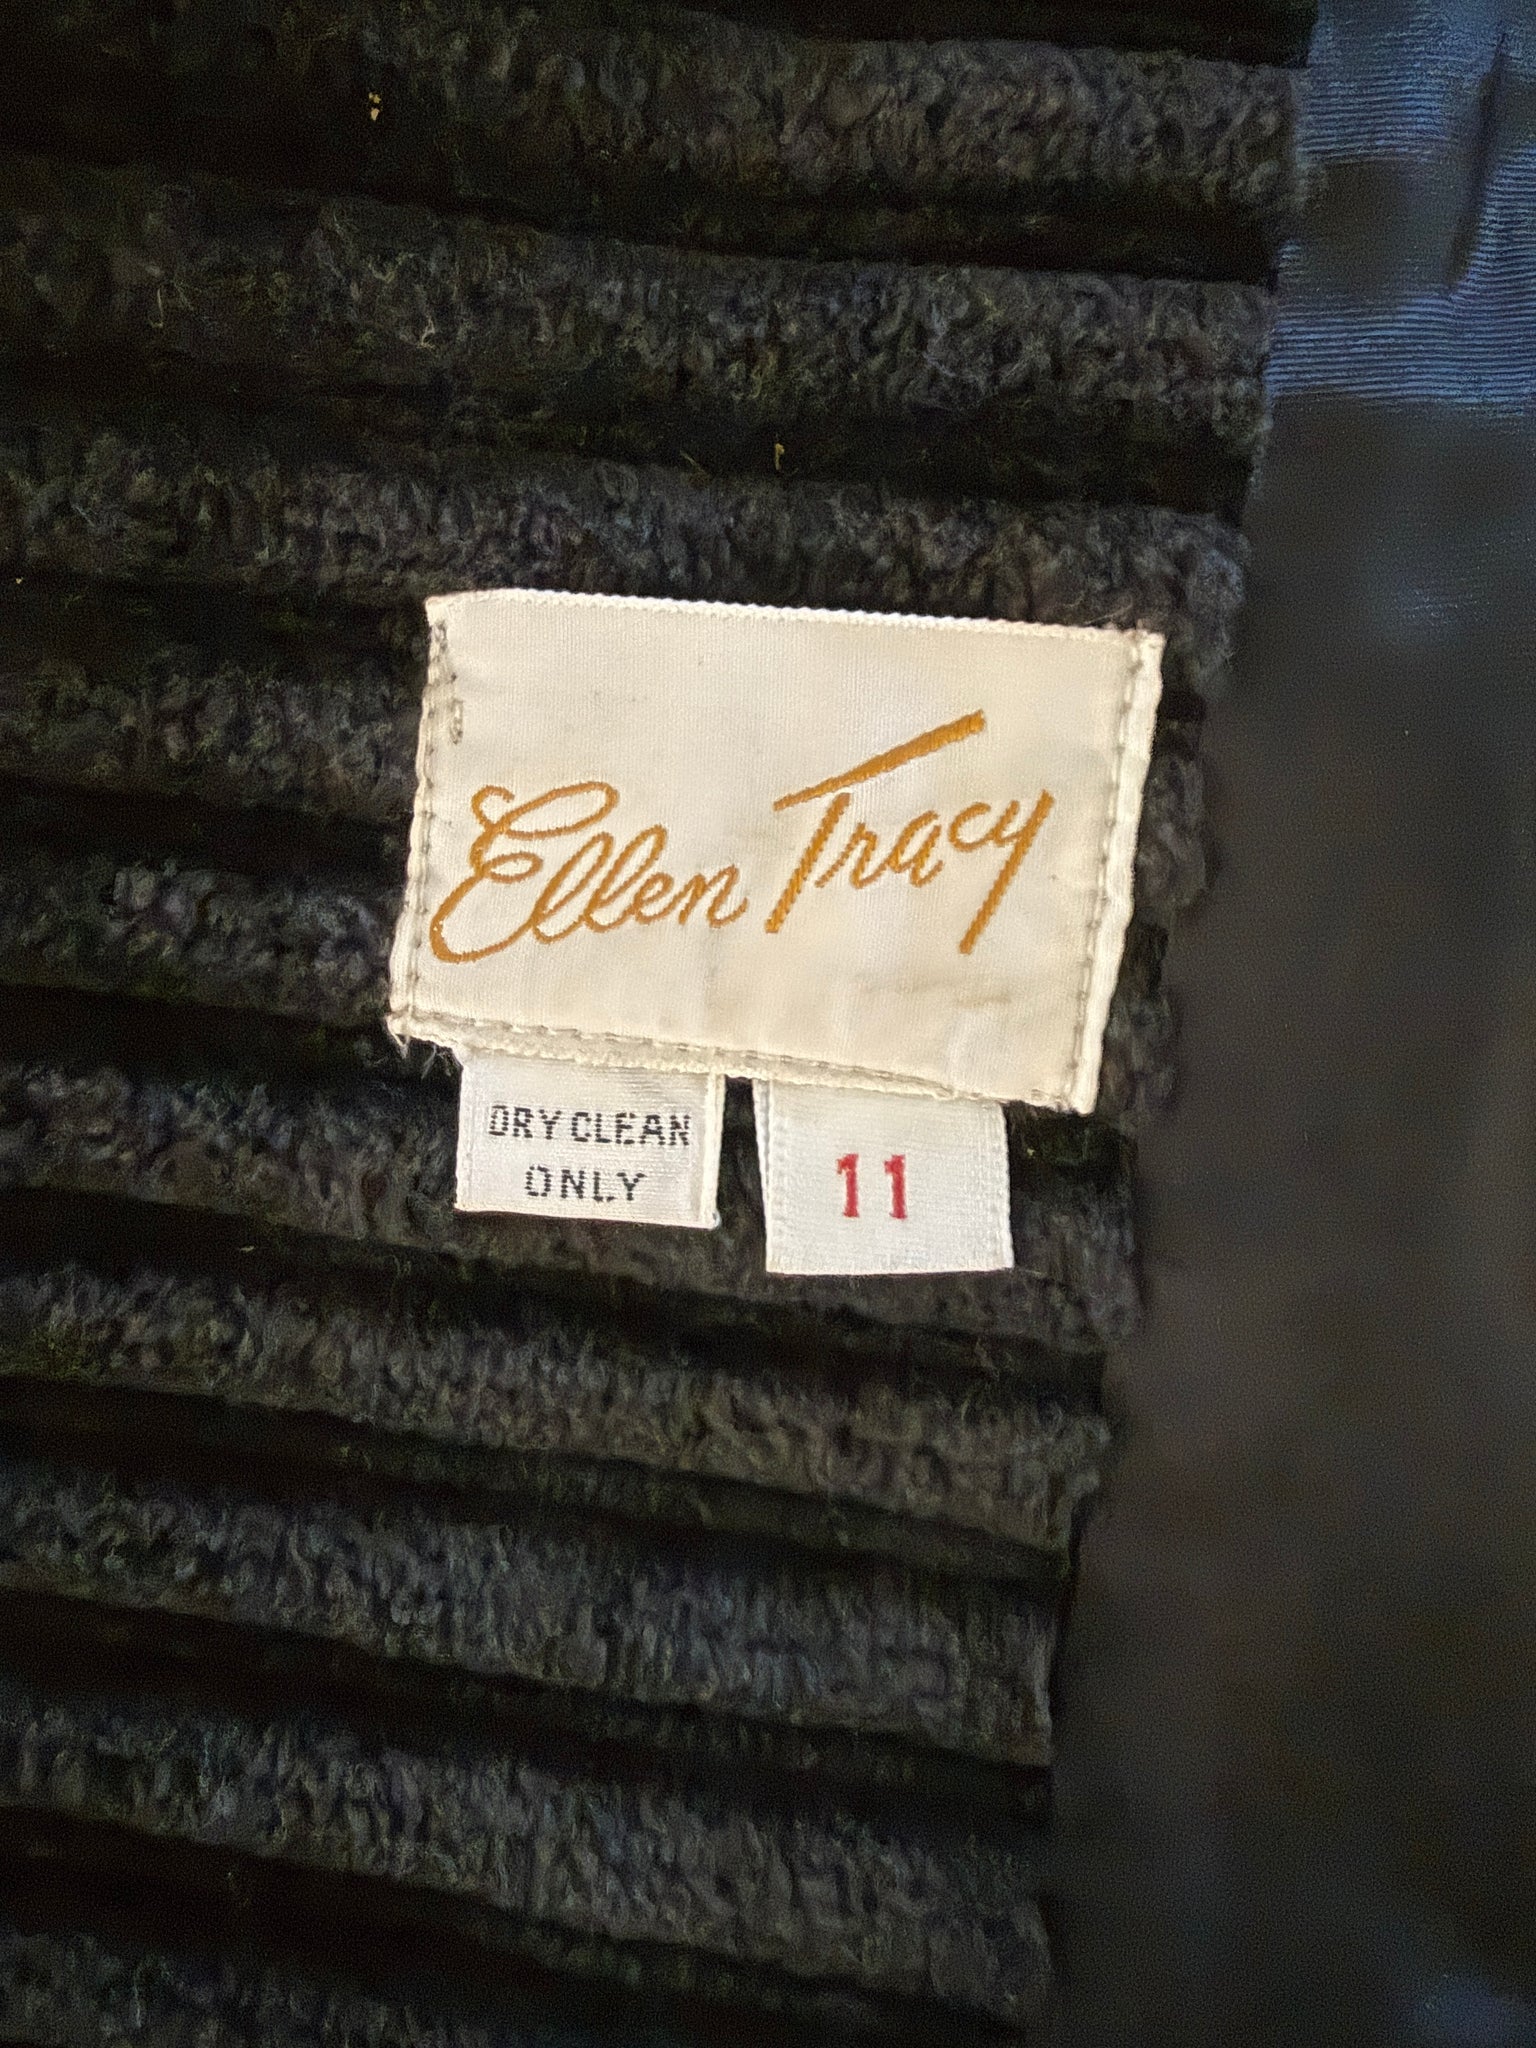 Ellen Tracy
DRY CLEAN
ONLY
11